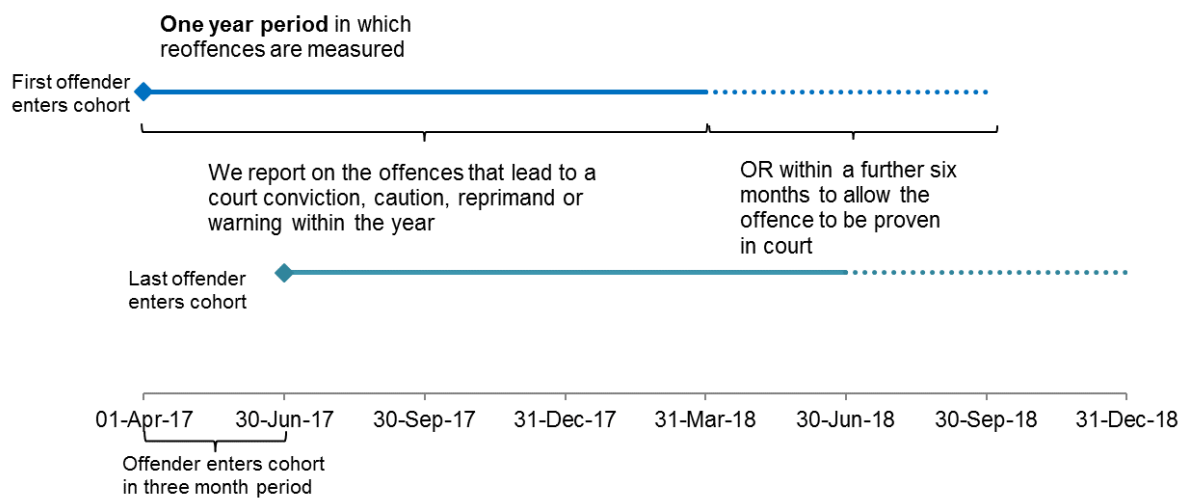 One year period in which
reoffences are measured
First offender
enters cohort
We report on the offences that lead to a
court conviction, caution, reprimand or
warning within the year
OR within a further six
months to allow the
offence to be proven
in court
Last offender
enters cohort
01-Apr-17 30-Jun-17 30-Sep-17 31-Dec-17 31-Mar-18 30-Jun-18 30-Sep-18 31-Dec-18
Offender enters cohort
in three month period